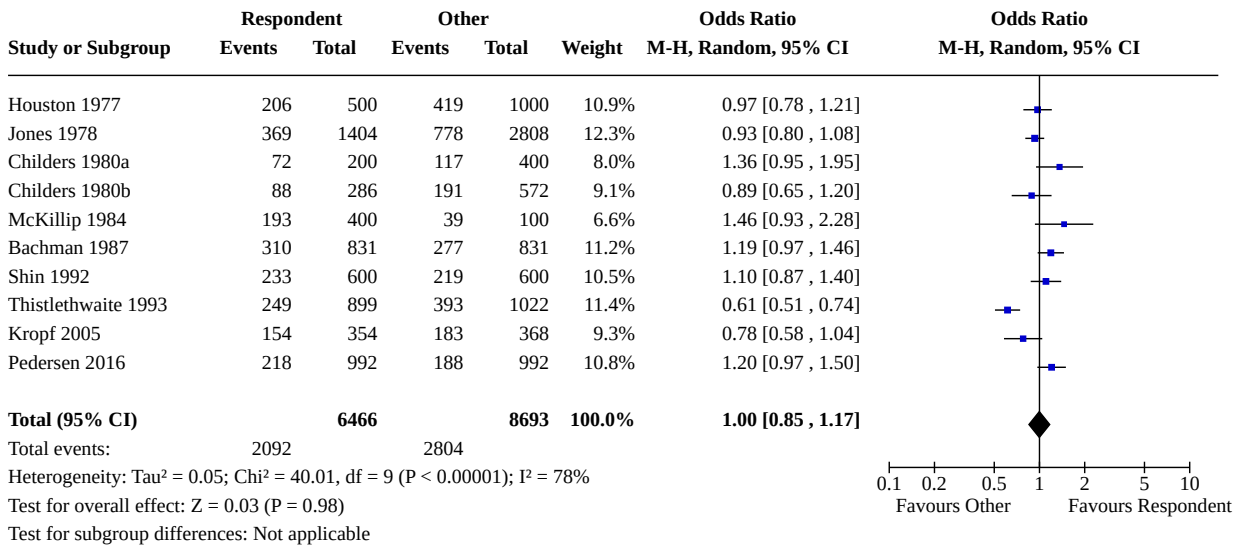 Respondent Other Odds Ratio Odds Ratio
Study or Subgroup Events Total Events Total Weight M-H, Random, 95% CI M-H, Random, 95% CI
Houston 1977 206 500 419 1000 10.9% 0.97 [0.78 , 1.21]
Jones 1978 369 1404 778 2808 12.3% 0.93 [0.80 , 1.08]
Childers 1980a 72 200 117 400 8.0% 1.36 [0.95 , 1.95]
Childers 1980b 88 286 191 572 9.1% 0.89 [0.65 , 1.20]
McKillip 1984 193 400 39 100 6.6% 1.46 [0.93 , 2.28]
Bachman 1987 310 831 277 831 11.2% 1.19 [0.97 , 1.46]
Shin 1992 233 600 219 600 10.5% 1.10 [0.87 , 1.40]
Thistlethwaite 1993 249 899 393 1022 11.4% 0.61 [0.51 , 0.74]
Kropf 2005 154 354 183 368 9.3% 0.78 [0.58 , 1.04]
Pedersen 2016 218 992 188 992 10.8% 1.20 [0.97 , 1.50]
Total (95% CI) 6466 8693 100.0% 1.00 [0.85 , 1.17]
Total events: 2092 2804
Heterogeneity: Tau² = 0.05; Chi² = 40.01, df = 9 (P < 0.00001); I² = 78%
0.1 0.2 0.5 1 2 5 10
Test for overall effect: Z = 0.03 (P = 0.98) Favours Other Favours Respondent
Test for subgroup differences: Not applicable